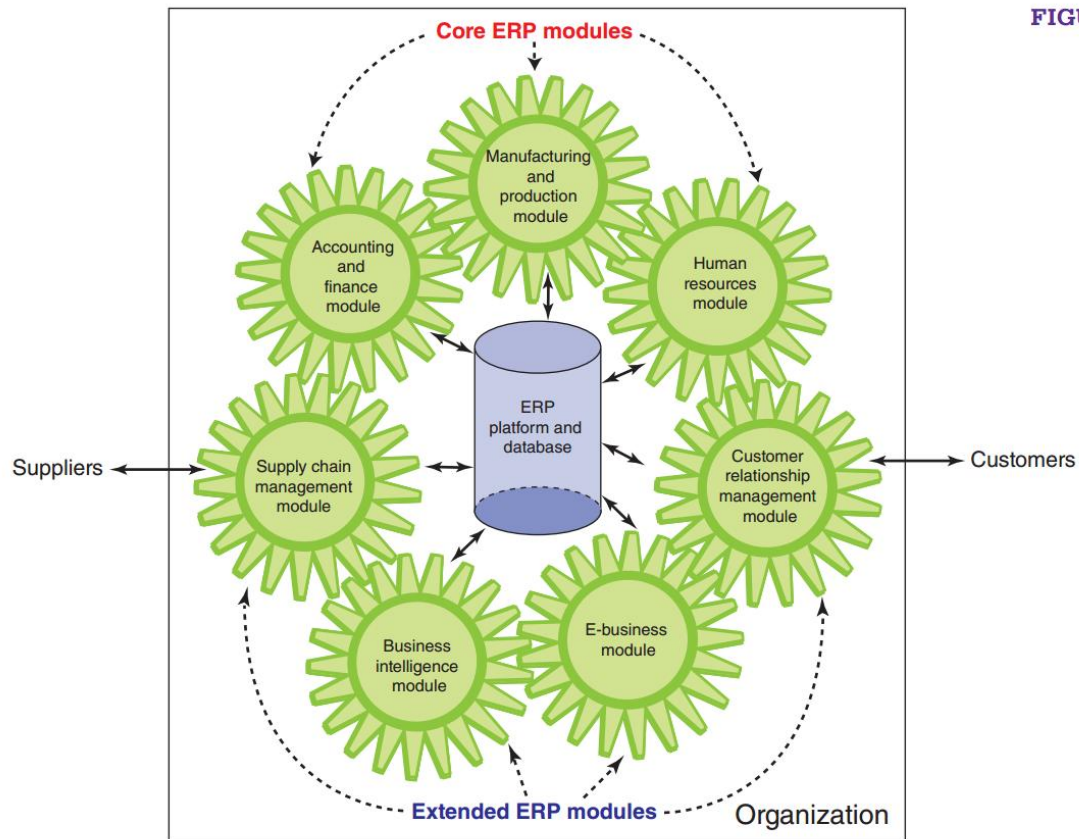 FIGU
Core ERP modules
Manufacturing
and
production
module
Accounting
and
finance
module
Human
resources
module
ERP
platform and
database
Suppliers
Supply chain
management
module
Customer
relationship
management
module
Customers
Business
intelligence
module
E-business
module
Extended ERP modules
Organization